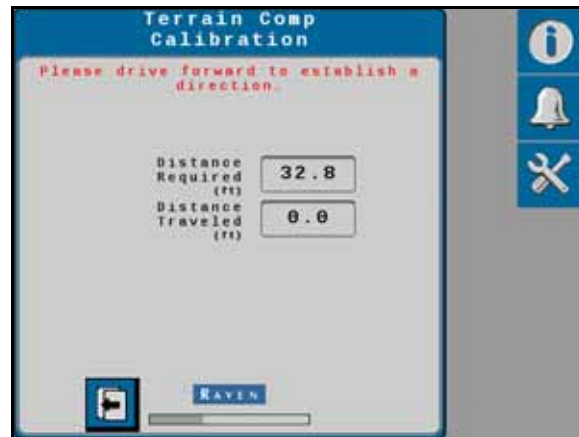 Terrain Comp
Calibration
Please drive forward to establish a
direction.
Distance
Required
(ft)
32.8
Distance
Traveled
(ft)
0.0
RAVEN